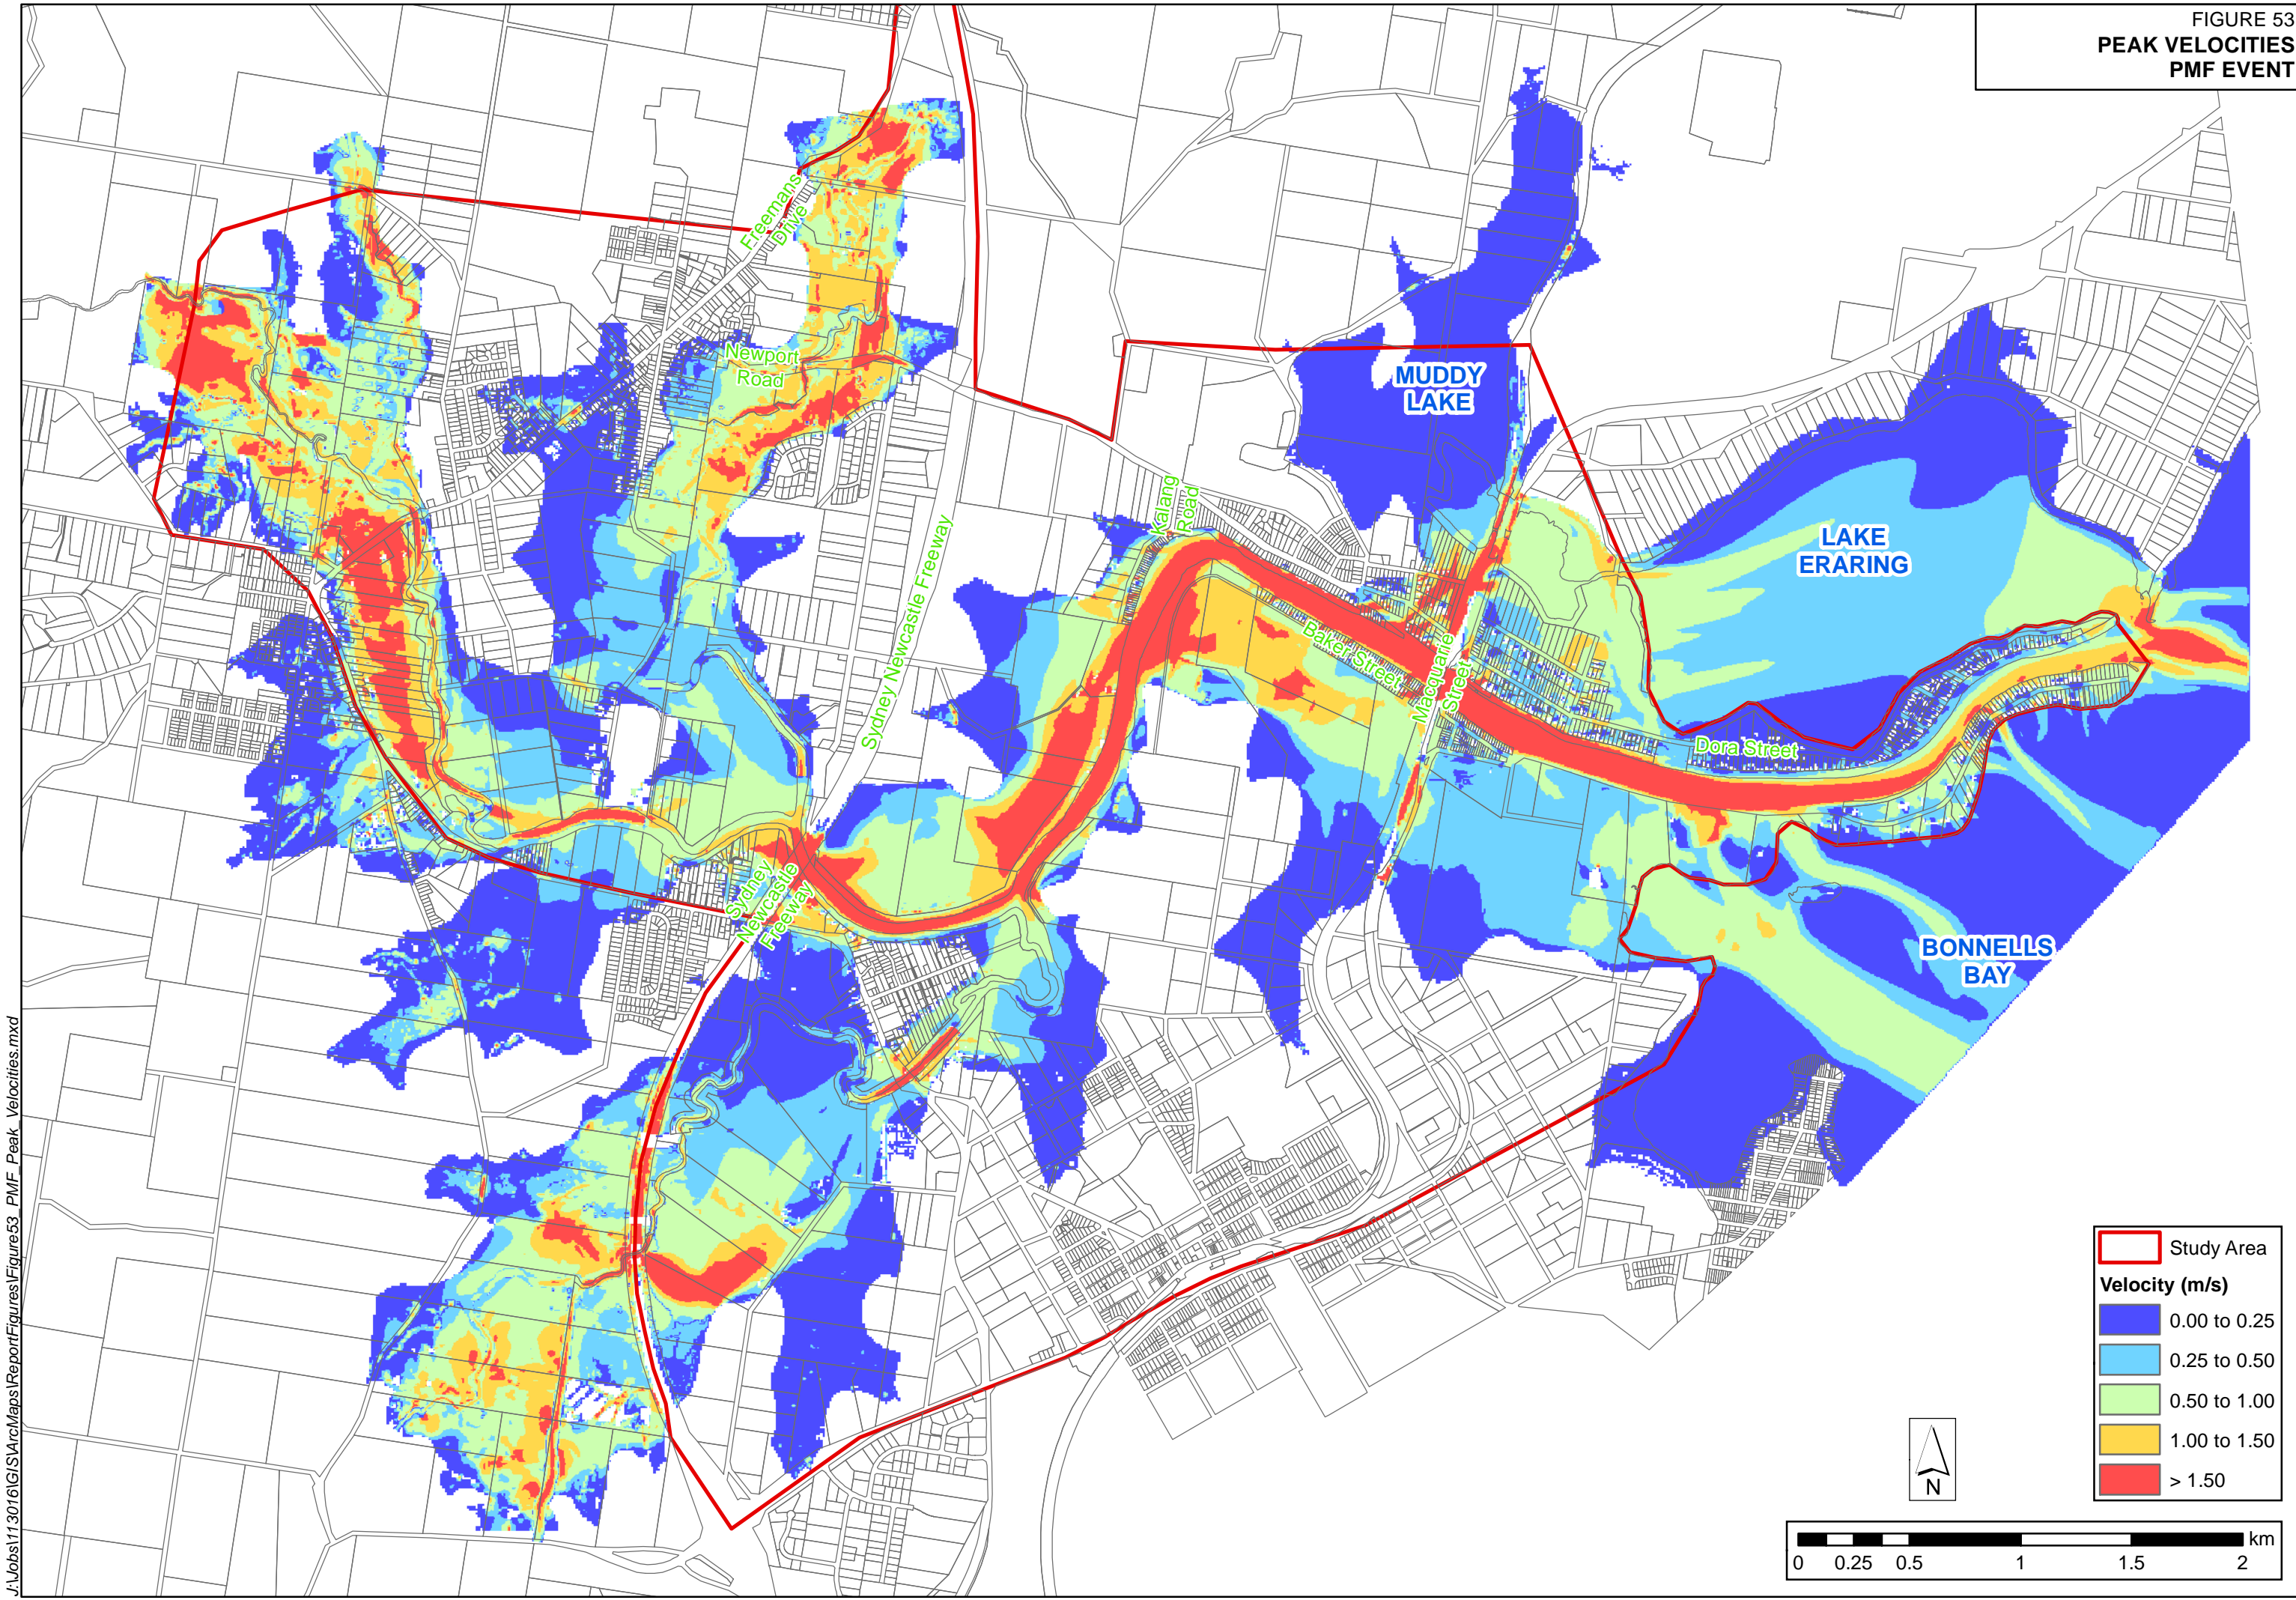 FIGURE 53
PEAK VELOCITIES
PMF EVENT
Freemans
Drive
Newport
Road
MUDDY
LAKE
Kalang
Road
LAKE
ERARING
Sydney Newcastle Freeway
Baker Street
Macquarie
Street
Dora Street
Sydney
Newcastle
Freeway
BONNELLS
BAY
Study Area
Velocity (m/s)
0.00 to 0.25
0.25 to 0.50
0.50 to 1.00
1.00 to 1.50
> 1.50
N
km
0 0.25 0.5 1 1.5 2
J:\Jobs\113016\GIS\ArcMaps\ReportFigures\Figure53_PMF_Peak_Velocities.mxd